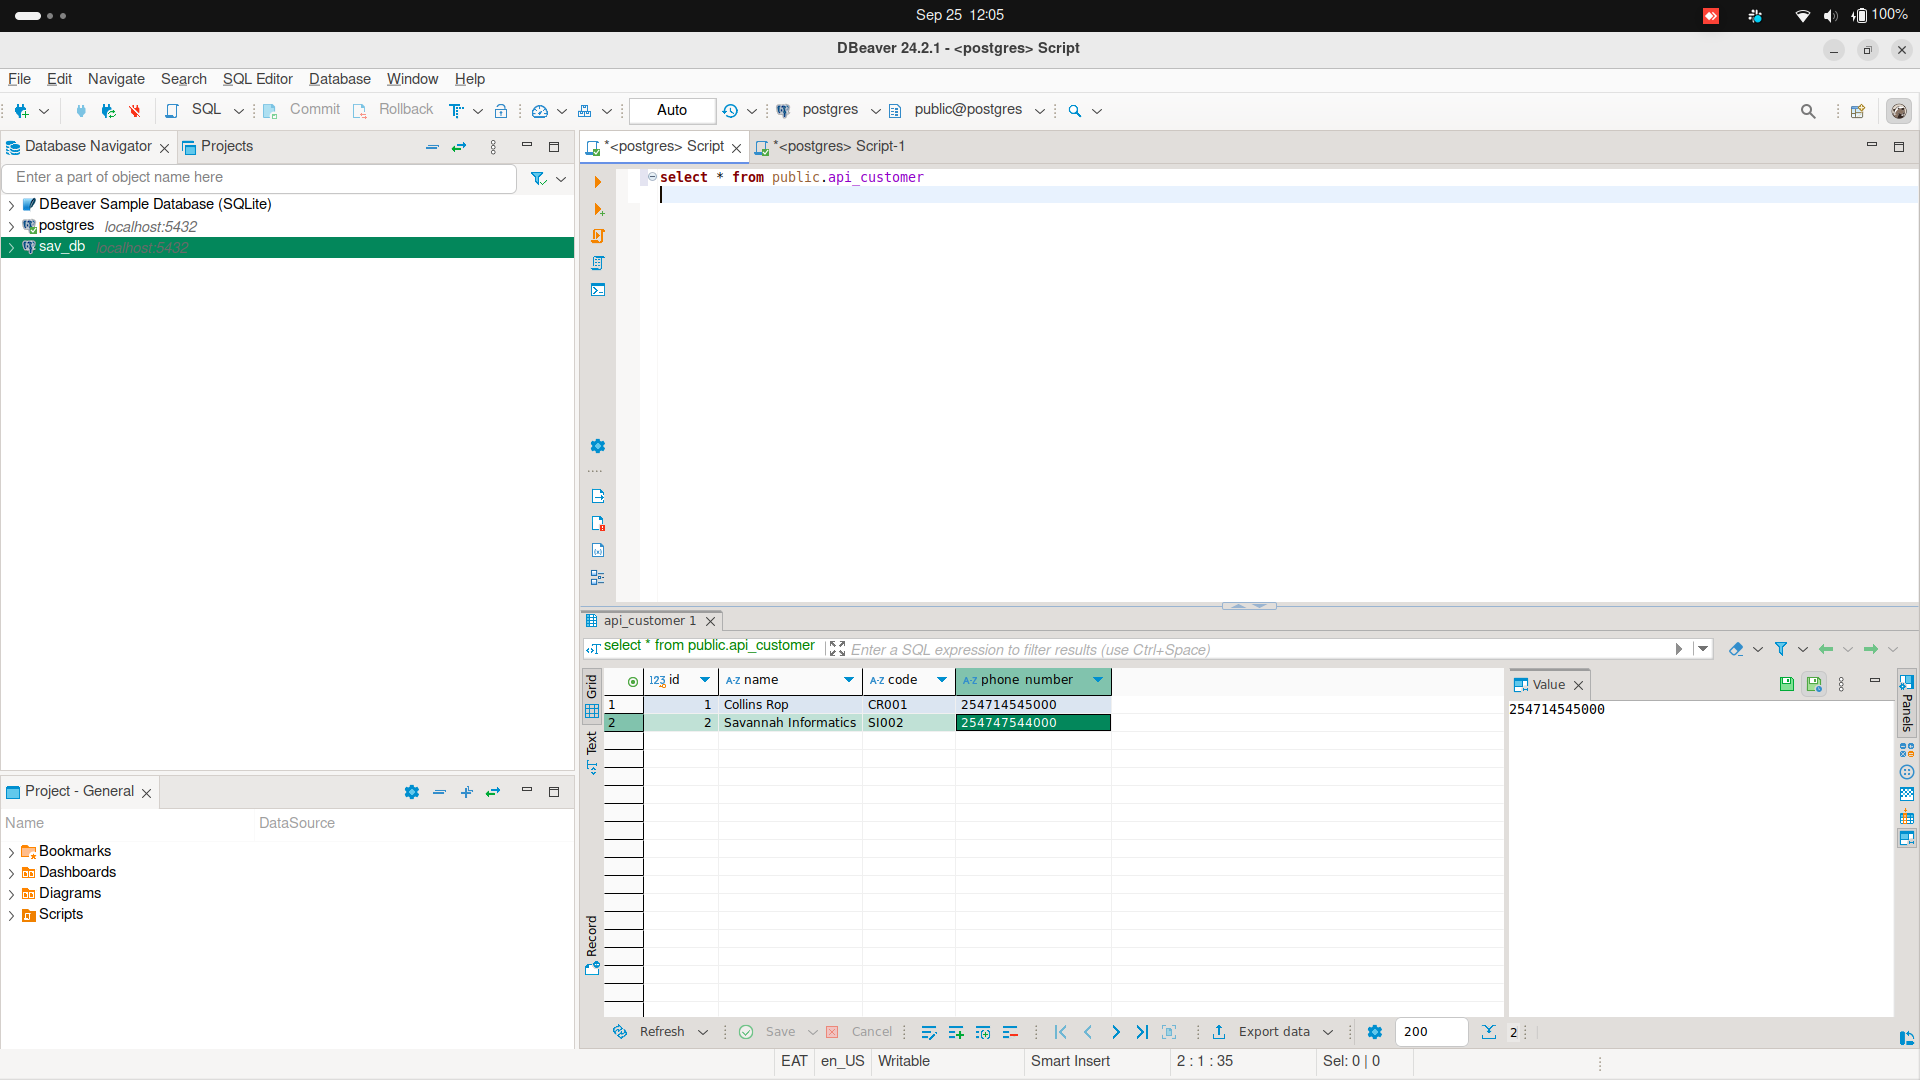 Sep 25 12:05
100%
DBeaver 24.2.1 - <postgres> Script
File Edit Navigate Search SQL Editor Database Window Help
SQL Commit Rollback Auto postgres public@postgres
Database Navigator Projects
*<postgres> Script *<postgres> Script-1
Enter a part of object name here
DBeaver Sample Database (SQLite)
postgres localhost:5432
sav_db localhost:5432
select * from public.api_customer
Project - General
Name DataSource
Bookmarks
Dashboards
Diagrams
Scripts
api_customer 1
select * from public.api_customer Enter a SQL expression to filter results (use Ctrl+Space)
Grid
Text
Record
123 id A-Z name A-Z code A-Z phone_number
1 1 Collins Rop CR001 254714545000
2 2 Savannah Informatics SI002 254747544000
Value
254714545000
Panels
Refresh Save Cancel Export data 200 2
EAT en_US Writable Smart Insert 2 : 1 : 35 Sel: 0 | 0